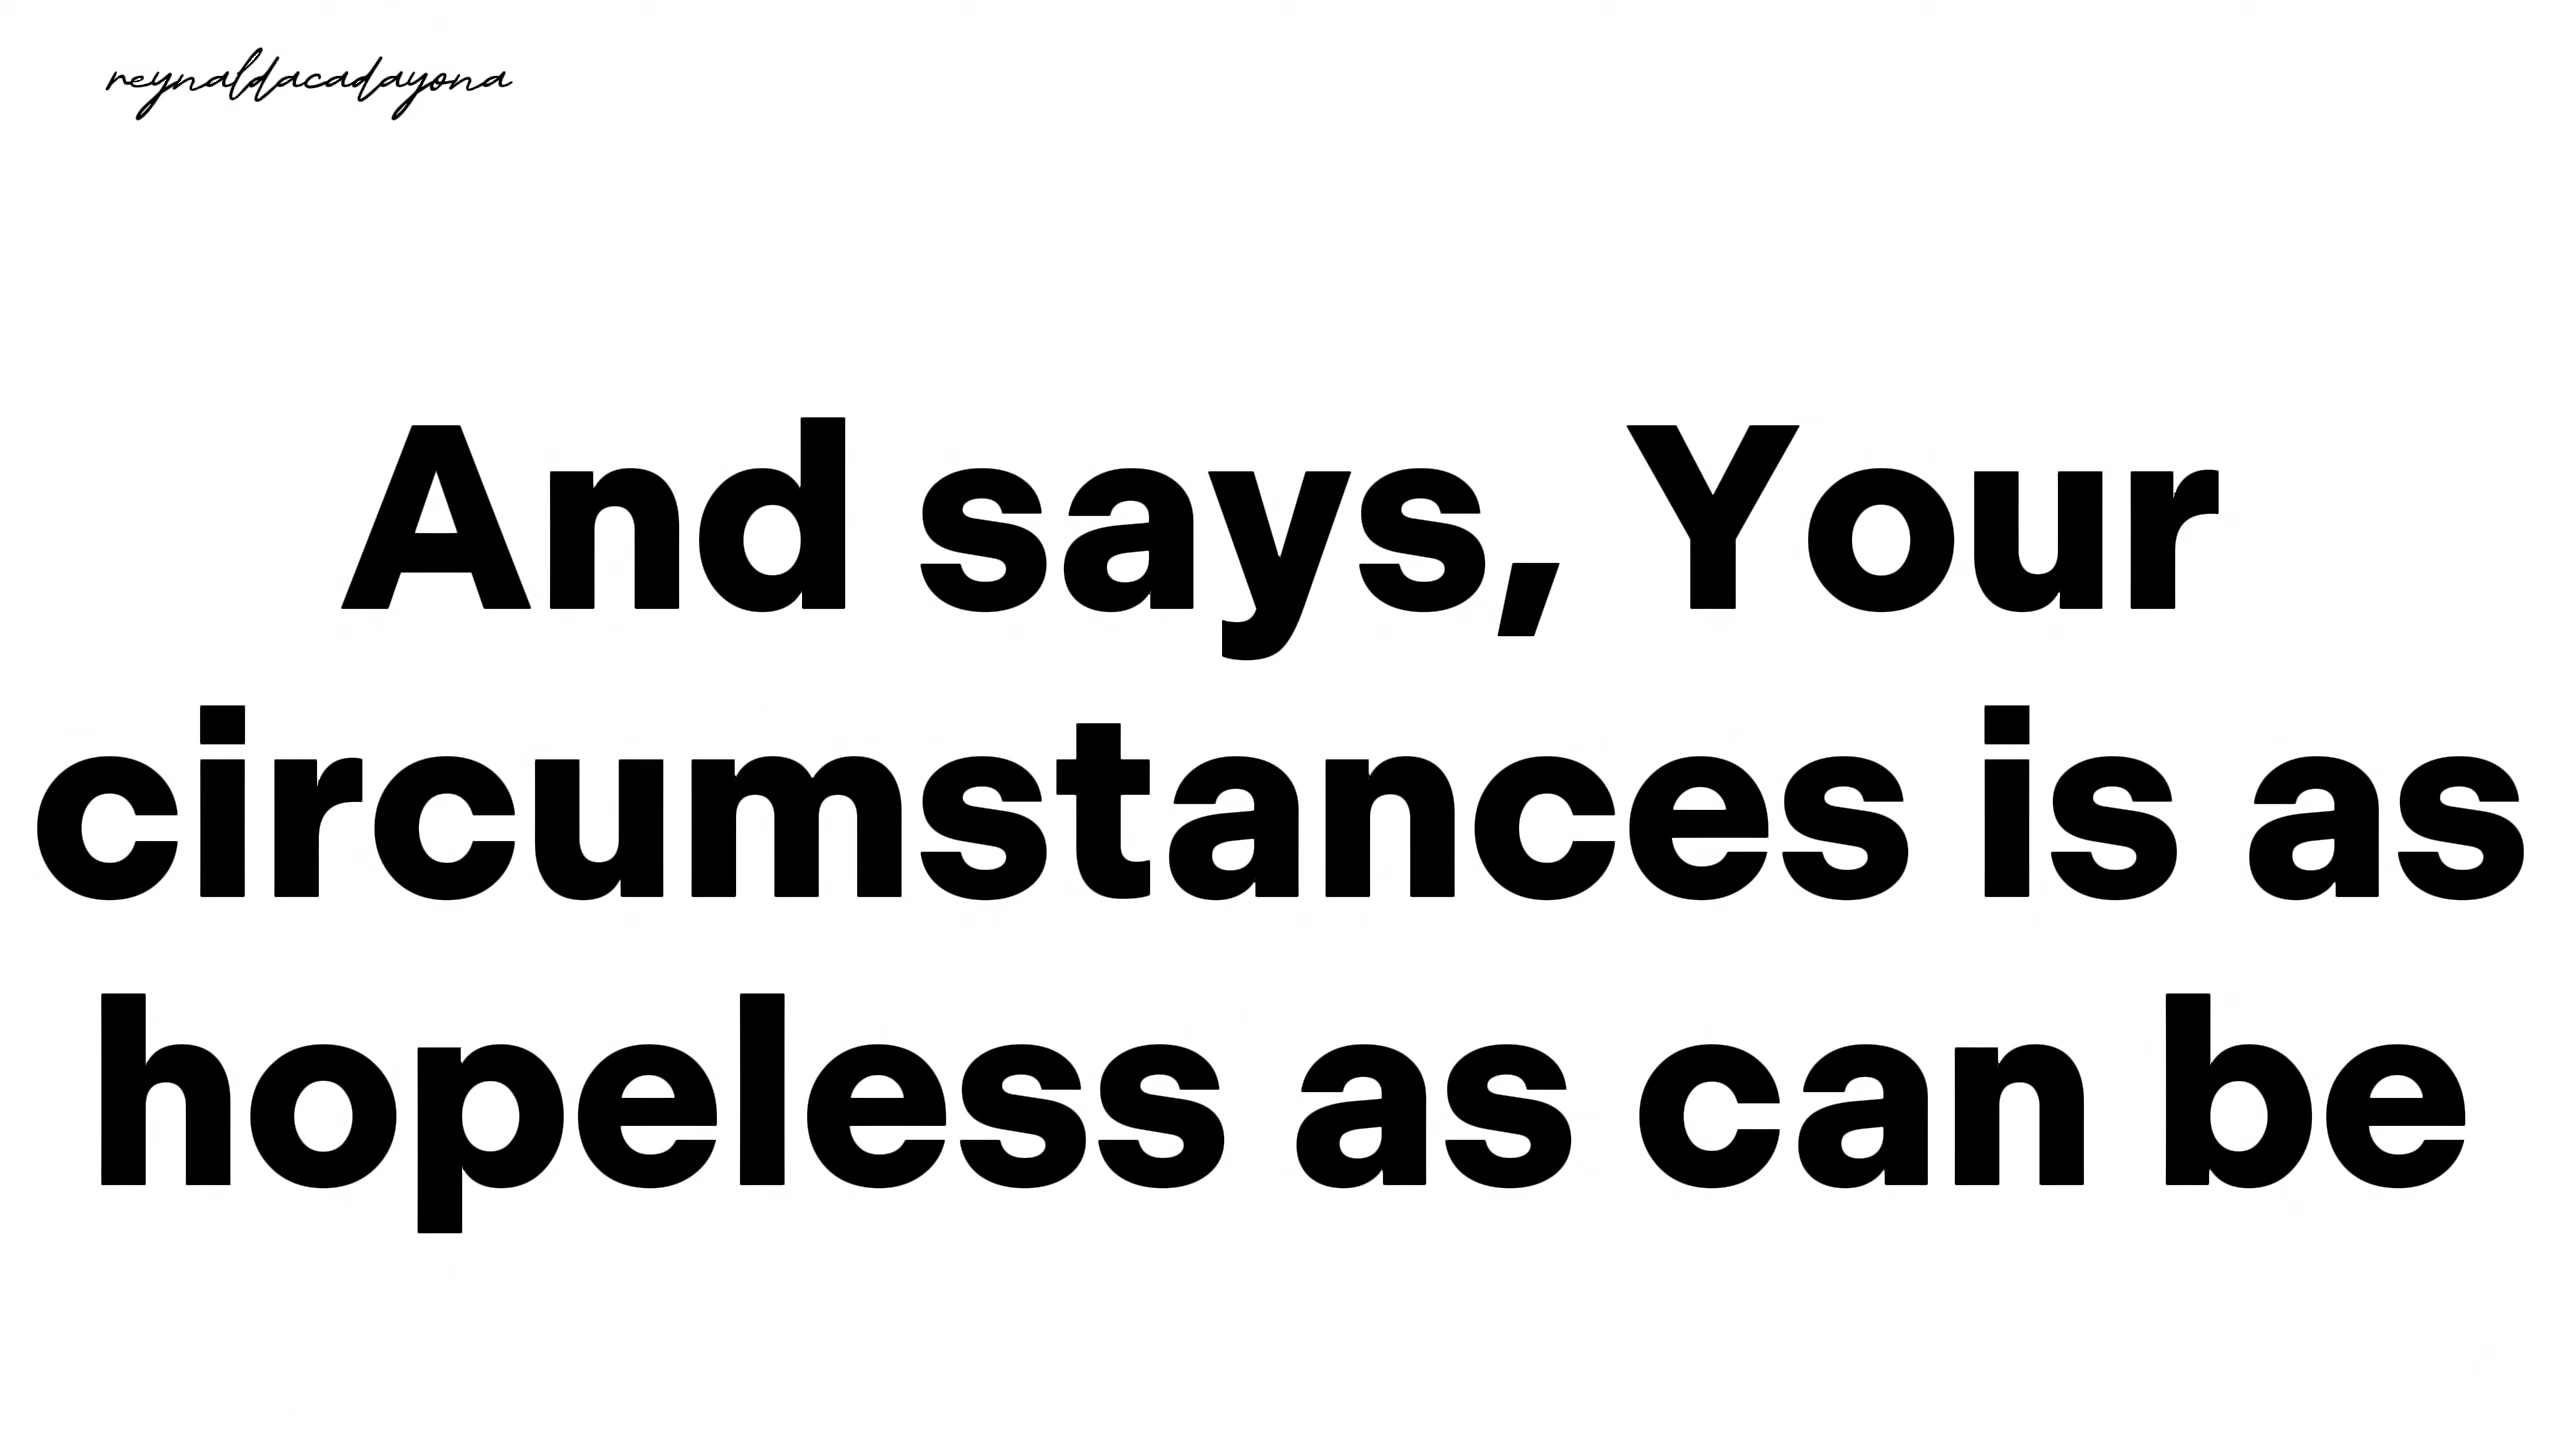 reynaldacadayona
And says, Your
circumstances is as
hopeless as can be